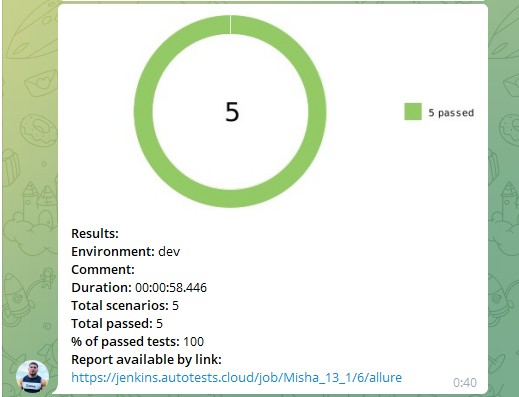 5
5 passed
Results:
Environment: dev
Comment:
Duration: 00:00:58.446
Total scenarios: 5
Total passed: 5
% of passed tests: 100
Report available by link:
https://jenkins.autotests.cloud/job/Misha_13_1/6/allure
0:40